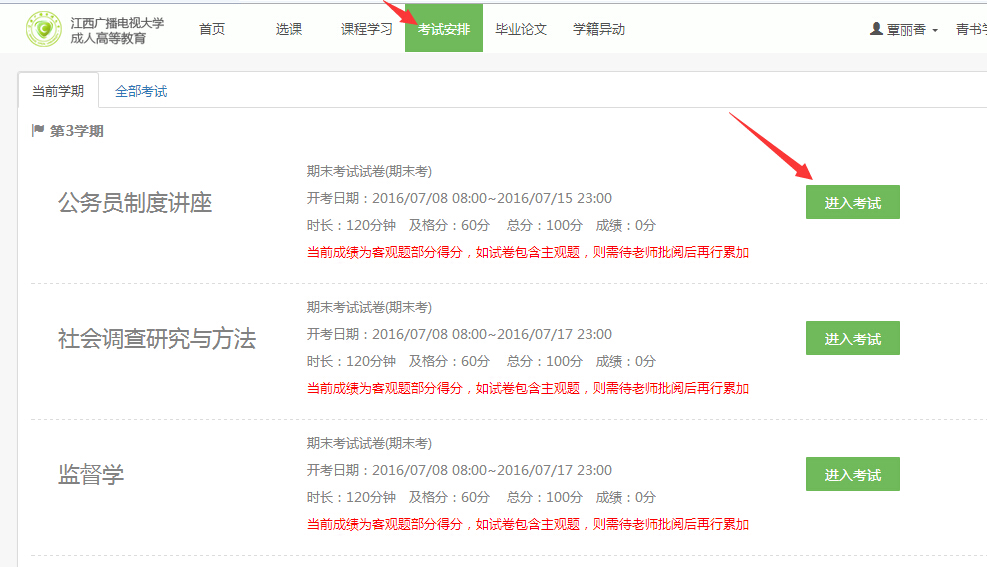 江西广播电视大学
成人高等教育
首页 选课 课程学习 考试安排 毕业论文 学籍异动 覃丽香 青书学
当前学期 全部考试
第3学期
公务员制度讲座
期末考试试卷(期末考)
开考日期：2016/07/08 08:00~2016/07/15 23:00
时长：120分钟 及格分：60分 总分：100分 成绩：0分
当前成绩为客观题部分得分，如试卷包含主观题，则需待老师批阅后再行累加
进入考试
社会调查研究与方法
期末考试试卷(期末考)
开考日期：2016/07/08 08:00~2016/07/17 23:00
时长：120分钟 及格分：60分 总分：100分 成绩：0分
当前成绩为客观题部分得分，如试卷包含主观题，则需待老师批阅后再行累加
进入考试
监督学
期末考试试卷(期末考)
开考日期：2016/07/08 08:00~2016/07/17 23:00
时长：120分钟 及格分：60分 总分：100分 成绩：0分
当前成绩为客观题部分得分，如试卷包含主观题，则需待老师批阅后再行累加
进入考试